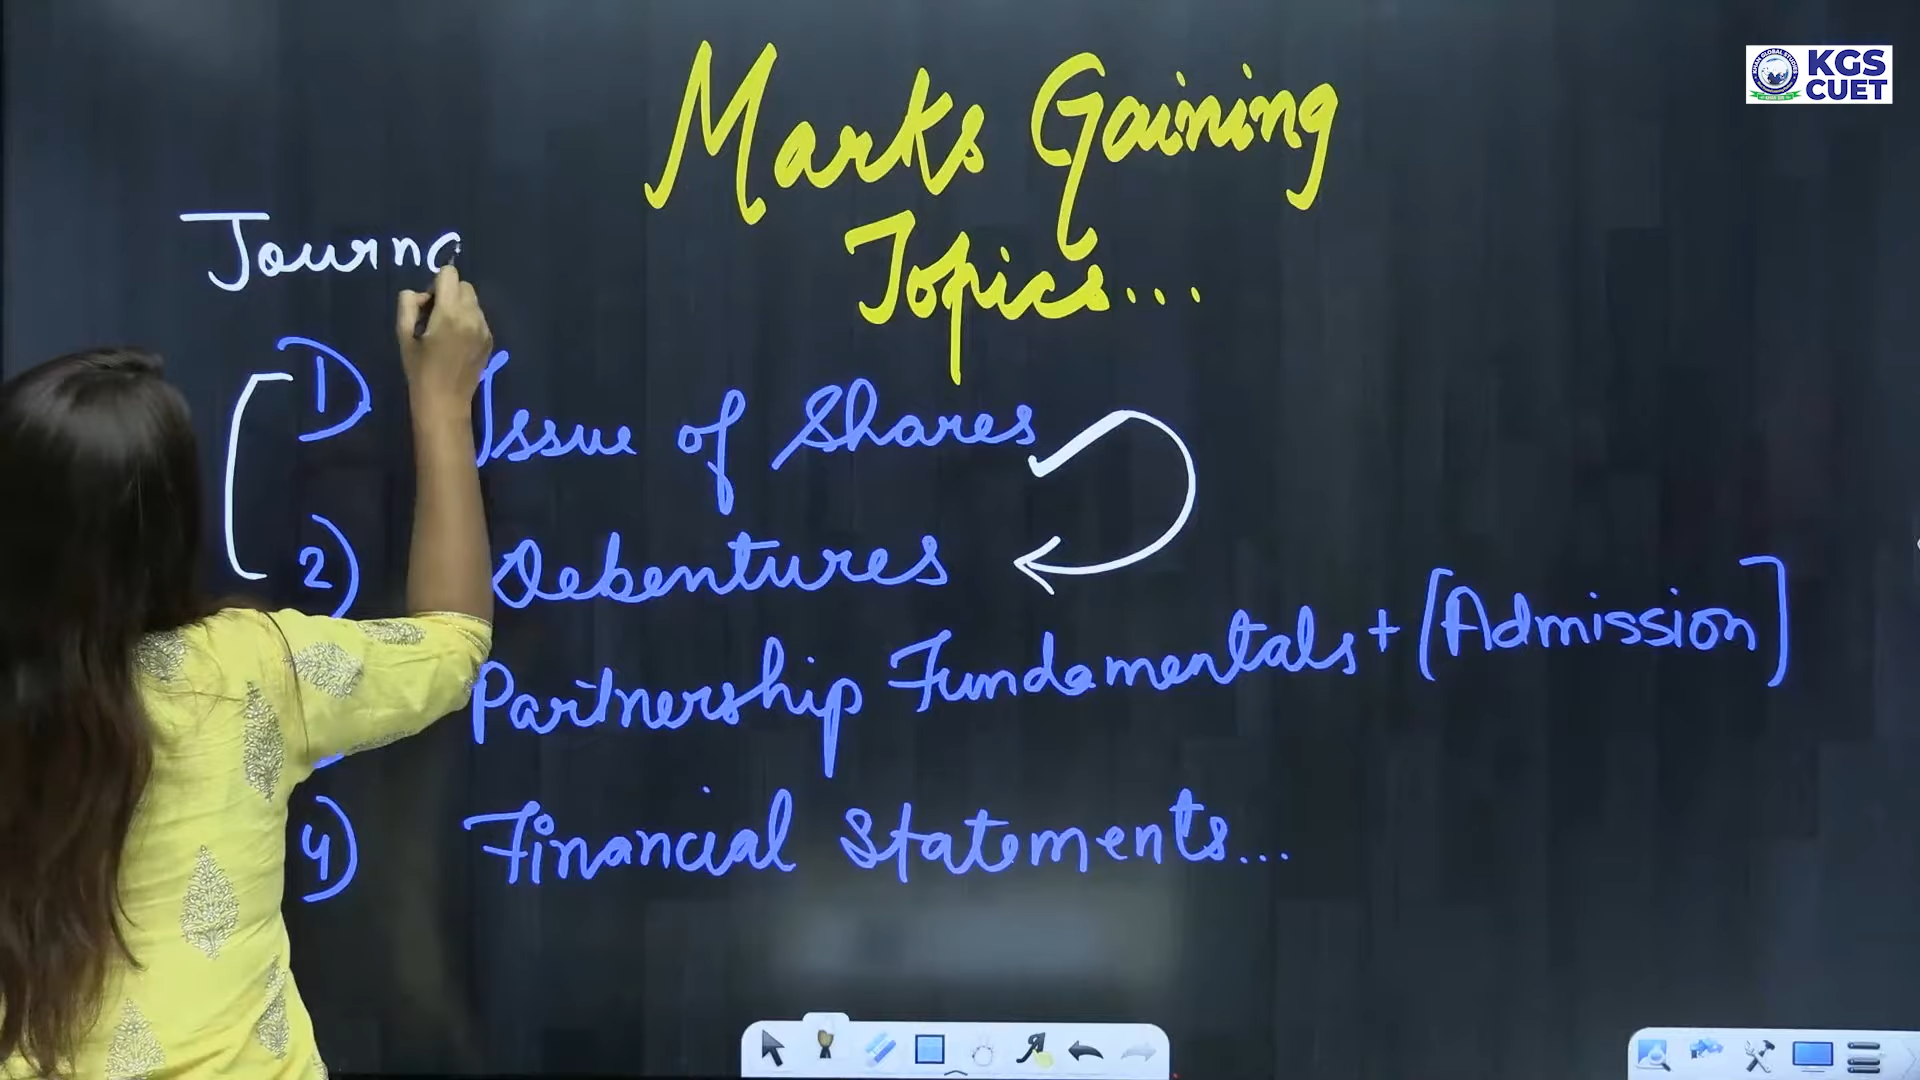 KGS
CUET
Marks Gaining
Topics...
Journa
1) Issue of Shares
2) Debentures
Partnership Fundamentals + [Admission]
4) Financial Statements...